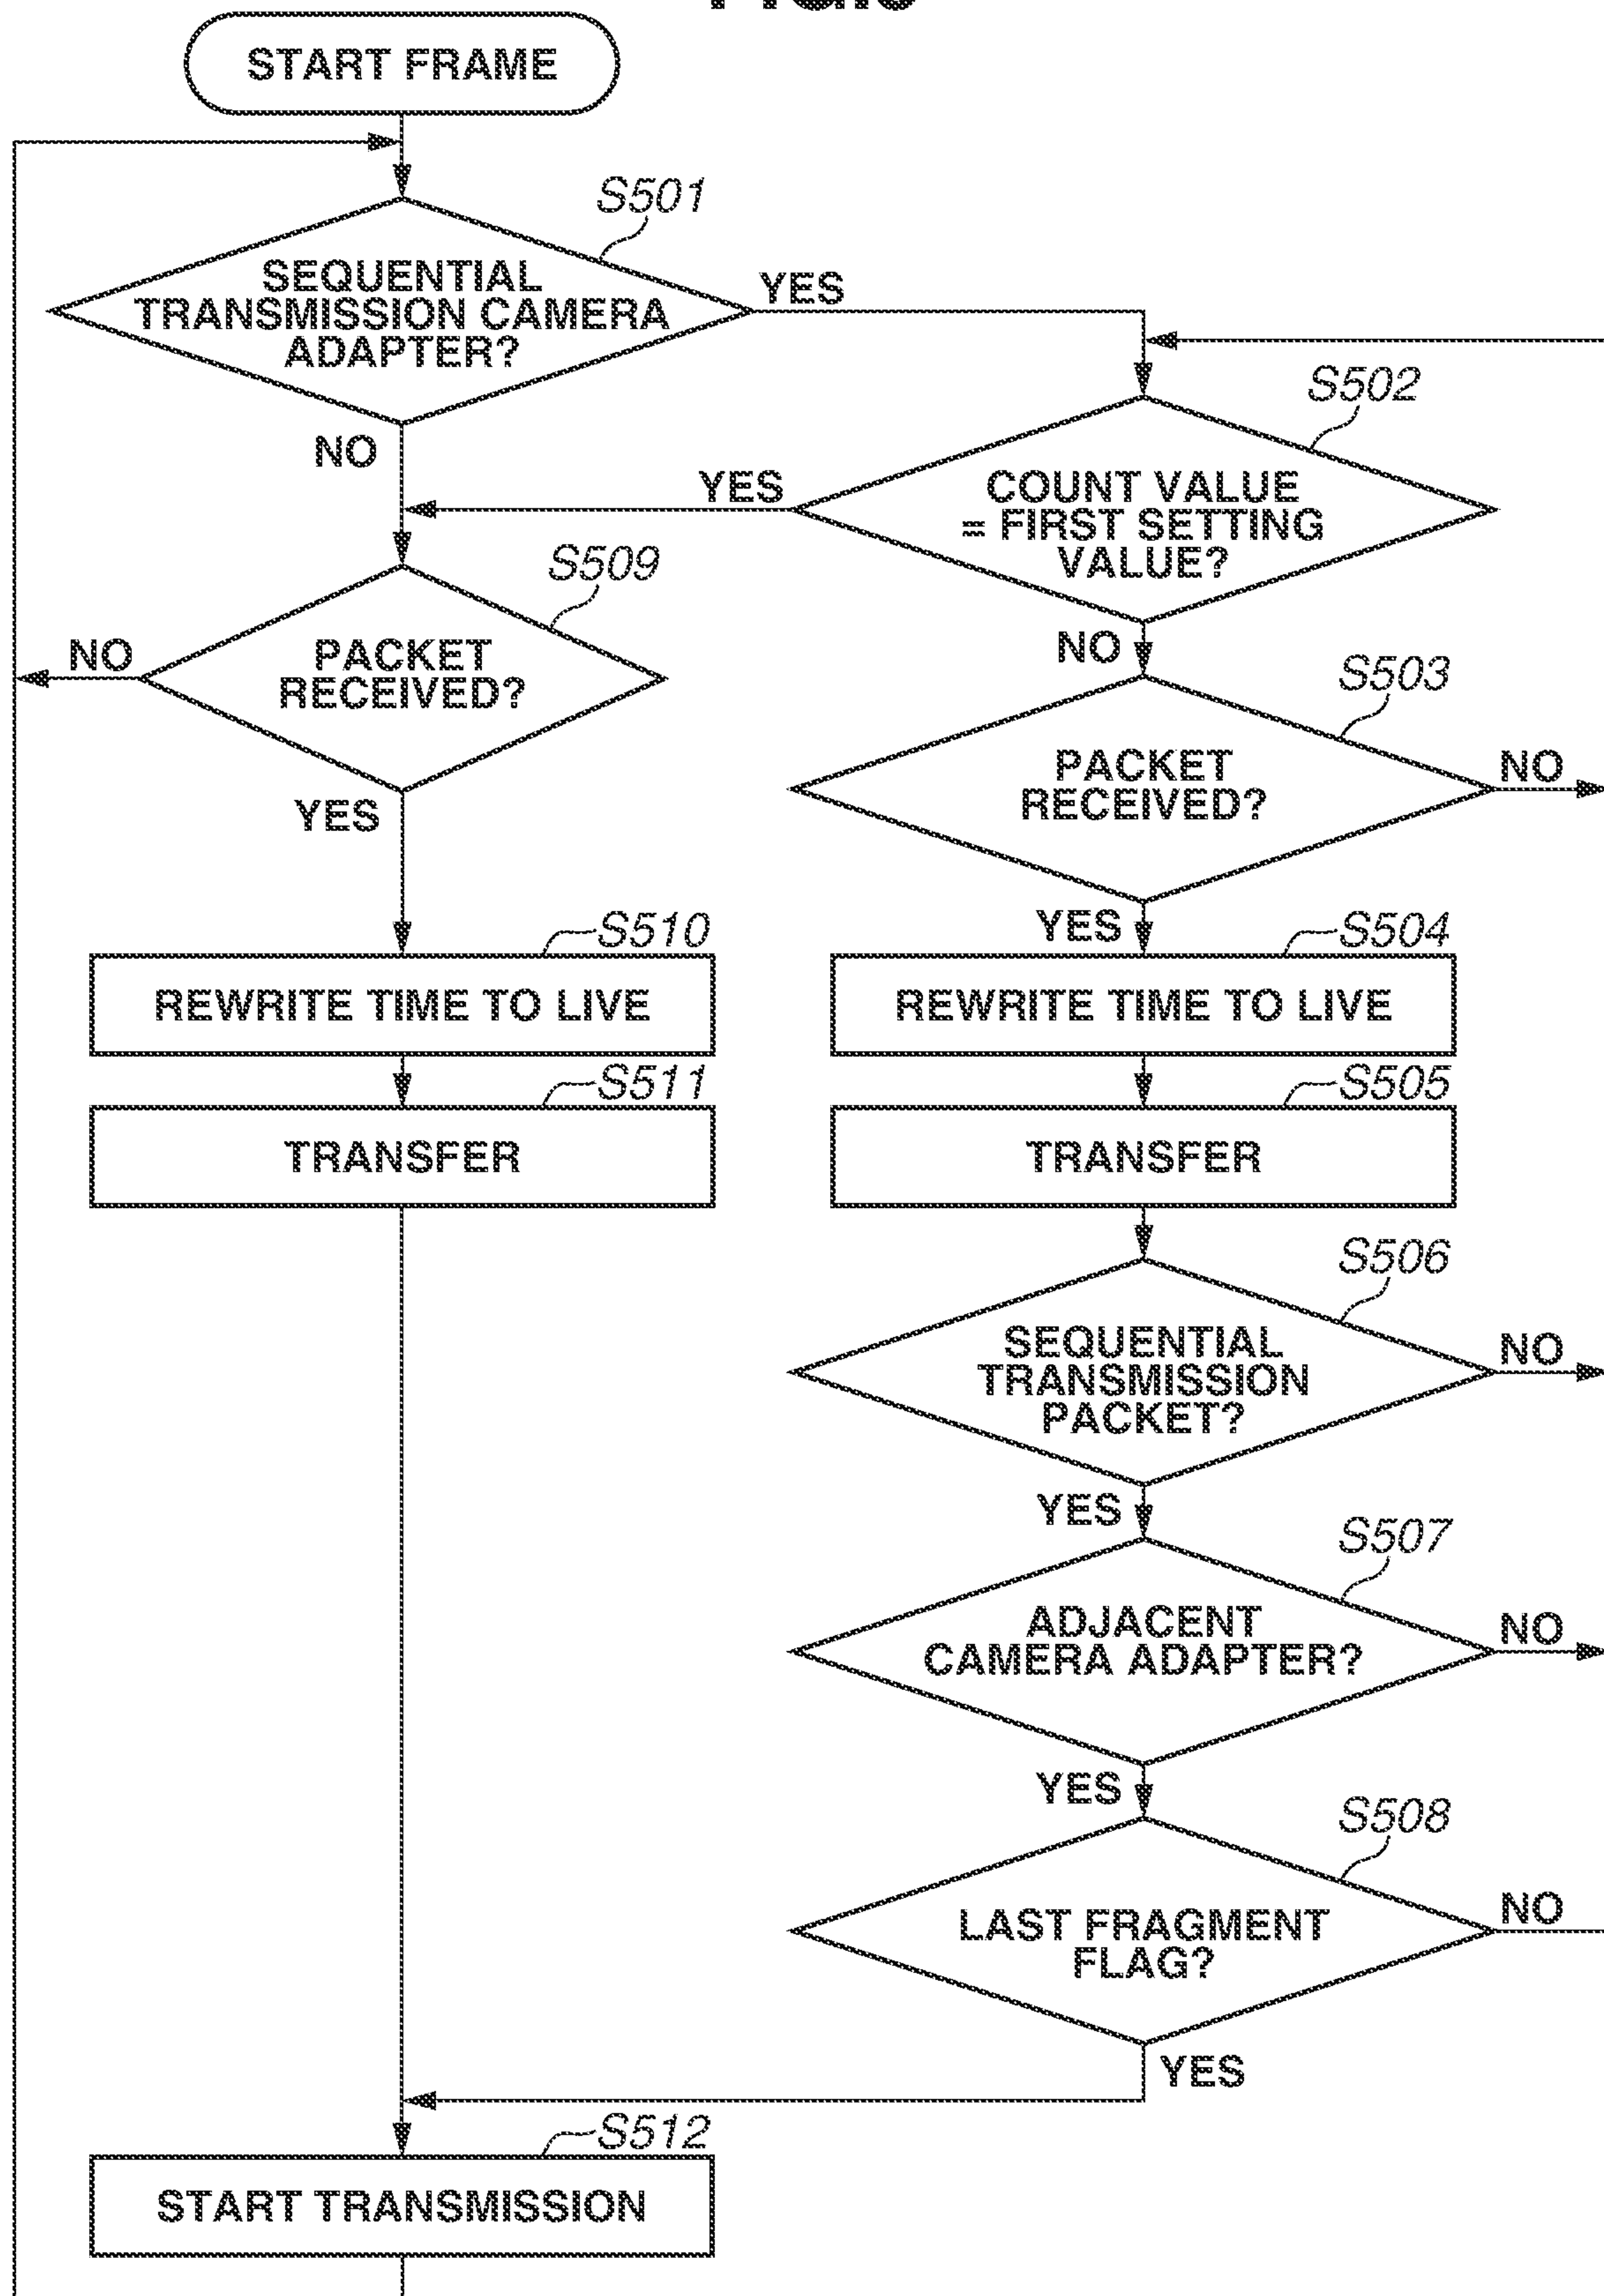 START FRAME
S501
SEQUENTIAL
TRANSMISSION CAMERA
ADAPTER?
YES
NO
S502
COUNT VALUE
= FIRST SETTING
VALUE?
YES
NO
S509
PACKET
RECEIVED?
NO
YES
S503
PACKET
RECEIVED?
NO
YES
S510
REWRITE TIME TO LIVE
S504
REWRITE TIME TO LIVE
S511
TRANSFER
S505
TRANSFER
S506
SEQUENTIAL
TRANSMISSION
PACKET?
NO
YES
S507
ADJACENT
CAMERA ADAPTER?
NO
YES
S508
LAST FRAGMENT
FLAG?
NO
YES
S512
START TRANSMISSION